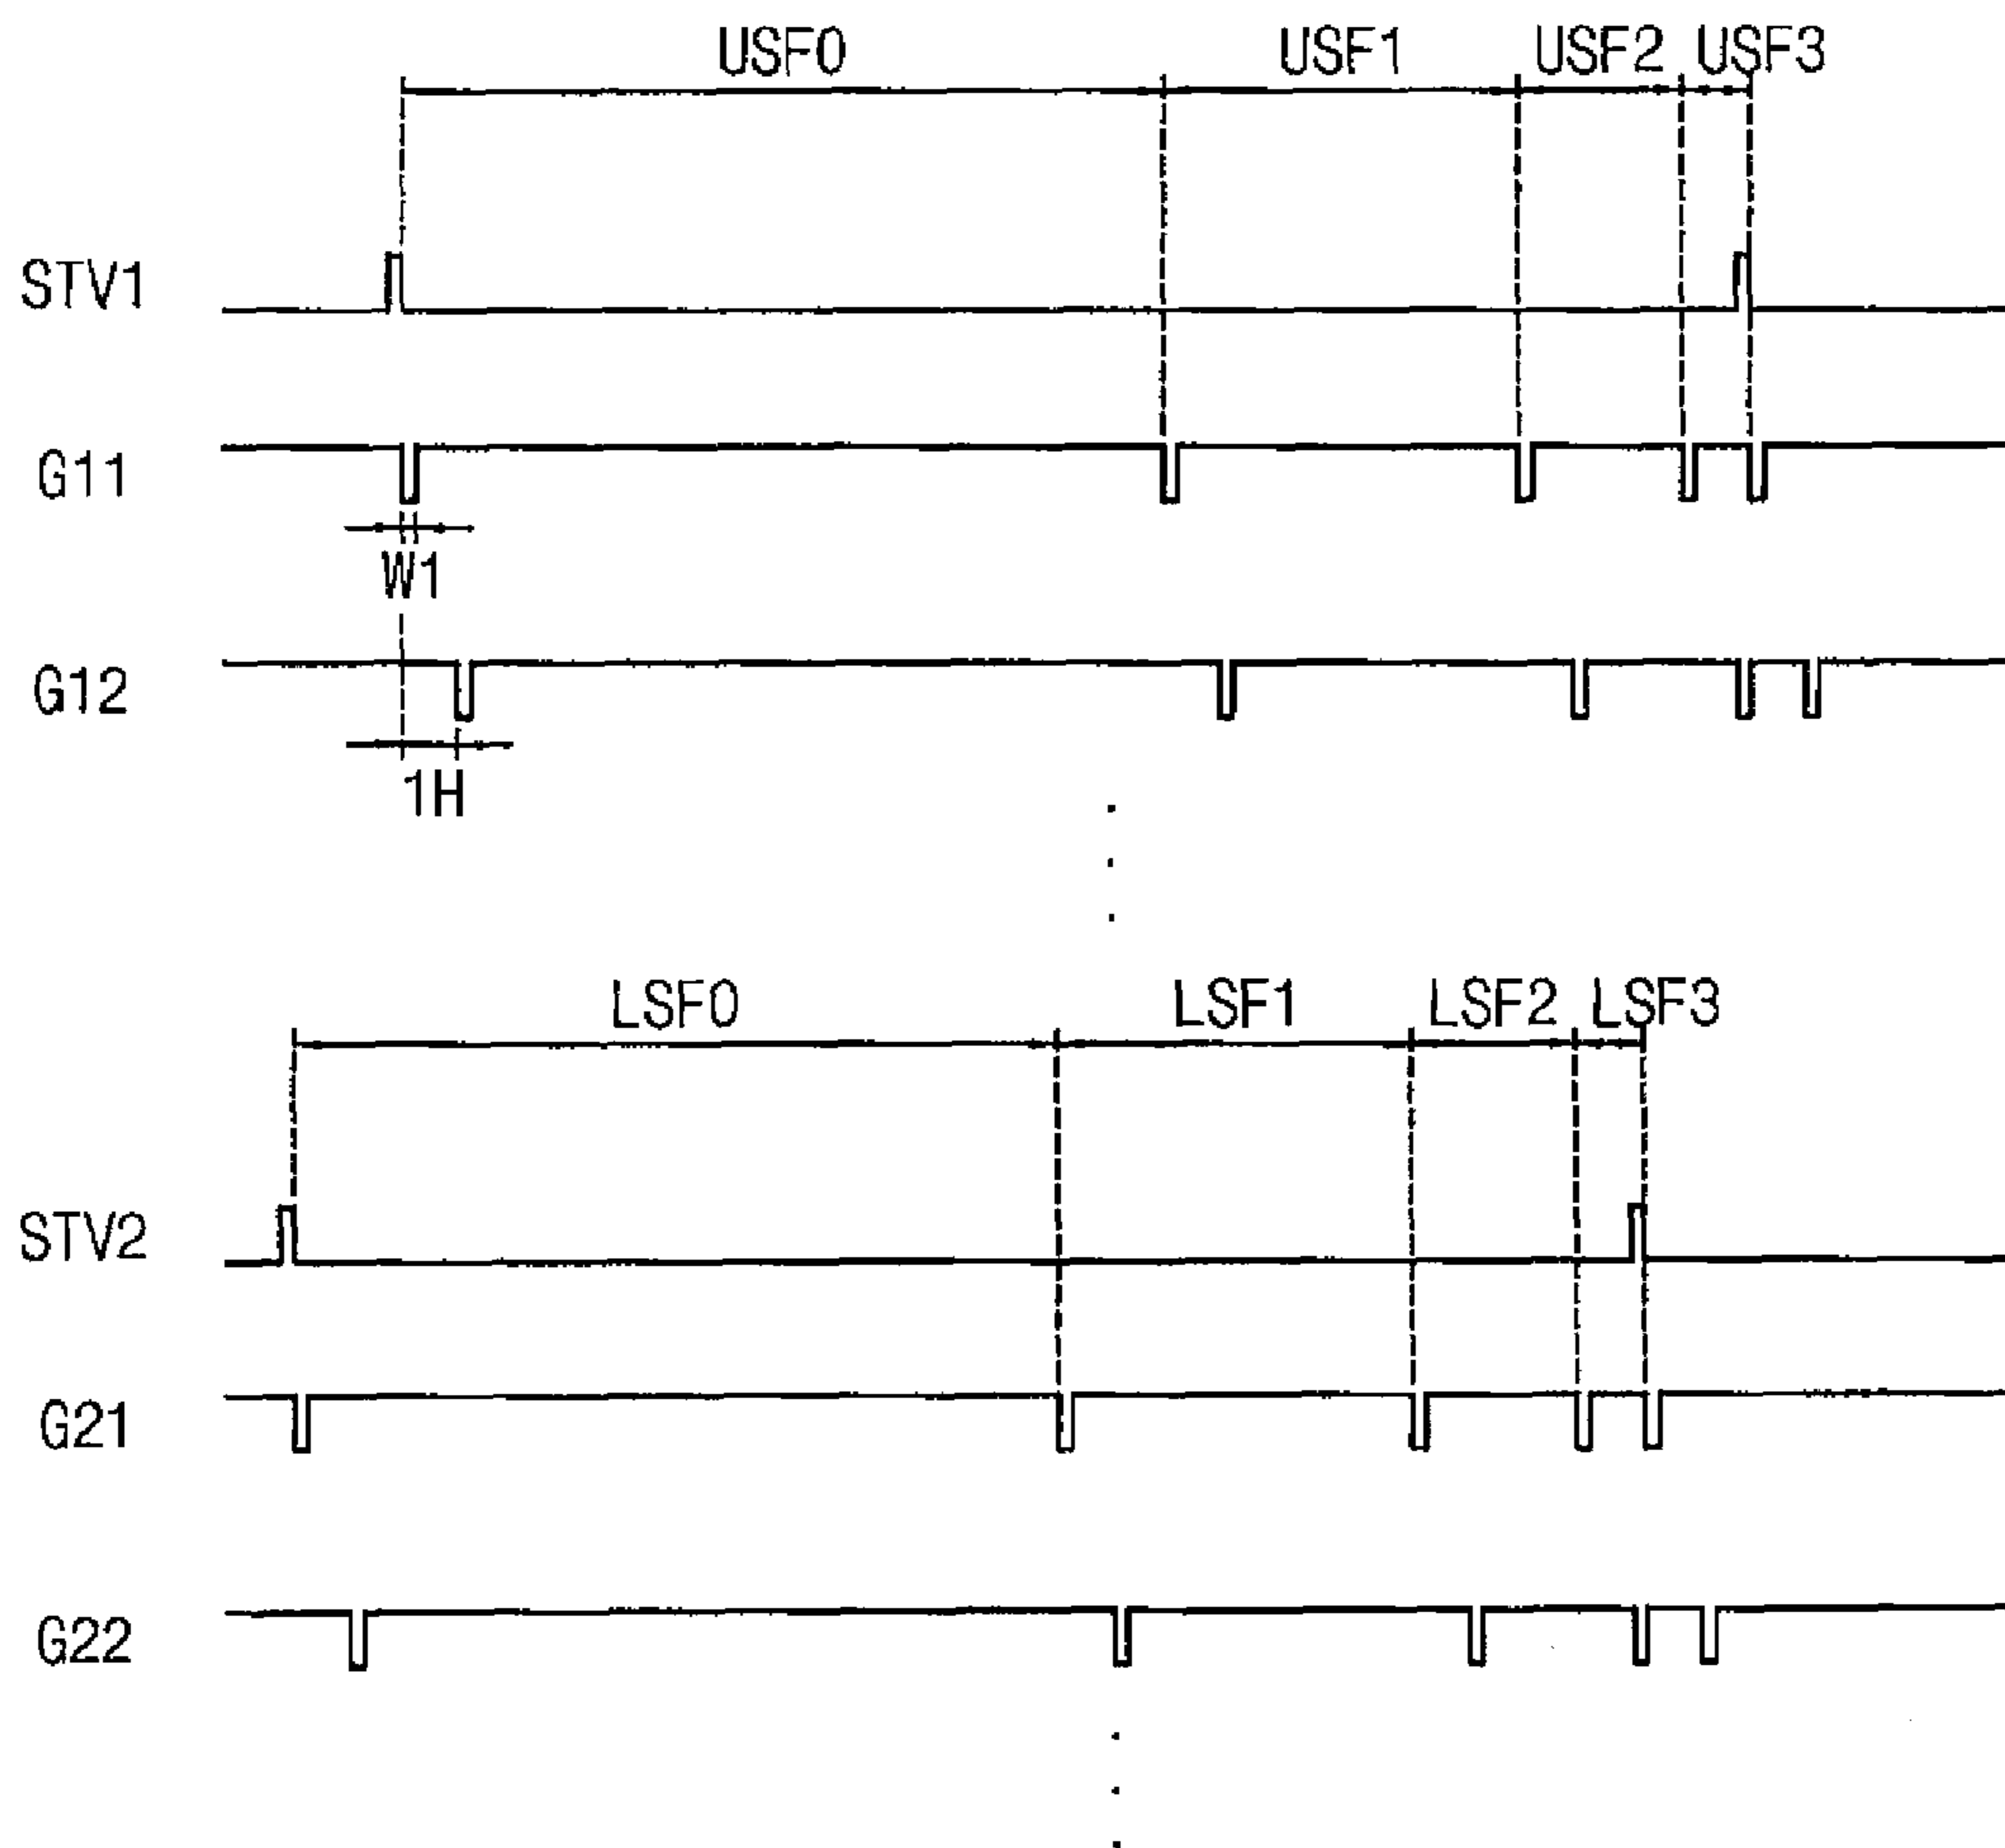 USF0 USF1 USF2 USF3
STV1
G11
W1
G12
1H
LSF0 LSF1 LSF2 LSF3
STV2
G21
G22